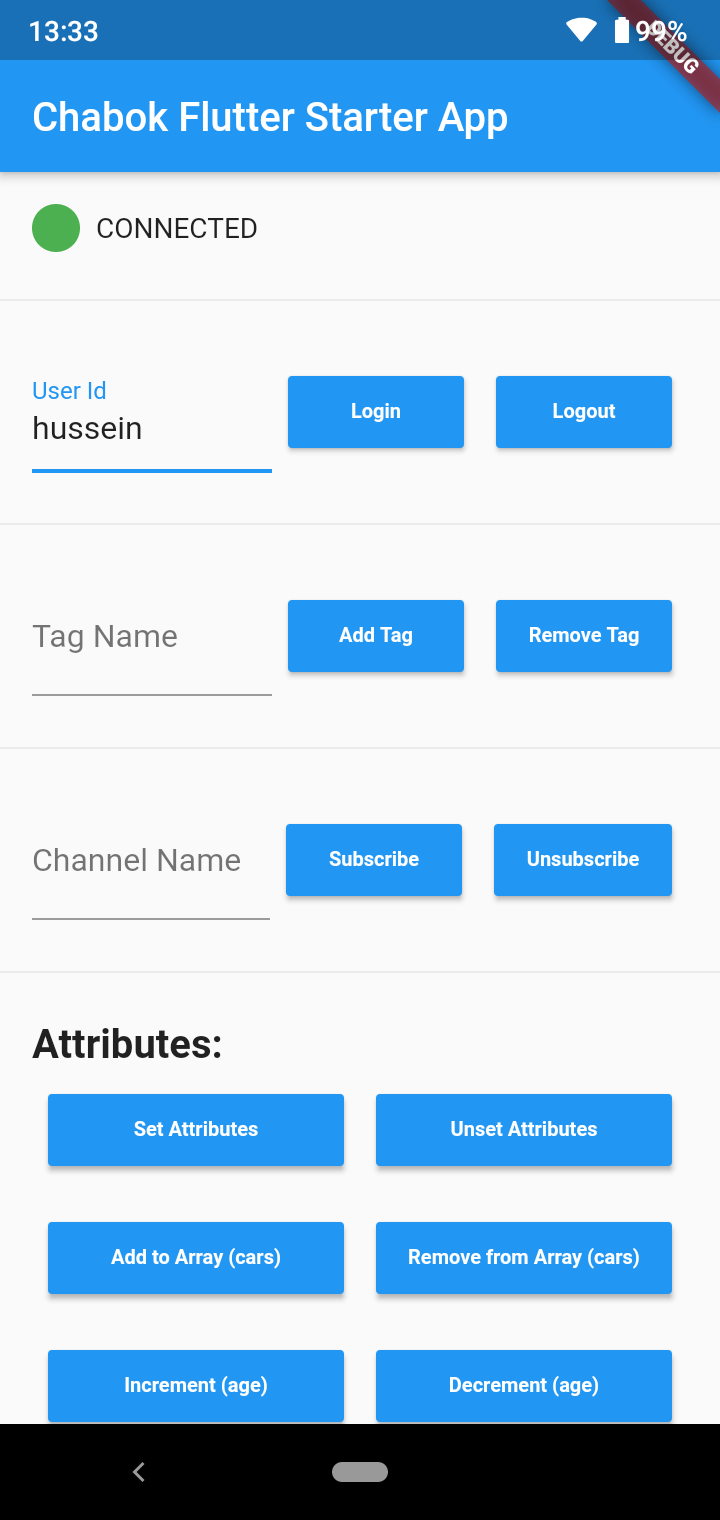 13:33 99%
DEBUG
Chabok Flutter Starter App
CONNECTED
User Id
hussein
Login Logout
Tag Name Add Tag Remove Tag
Channel Name Subscribe Unsubscribe
Attributes:
Set Attributes Unset Attributes
Add to Array (cars) Remove from Array (cars)
Increment (age) Decrement (age)